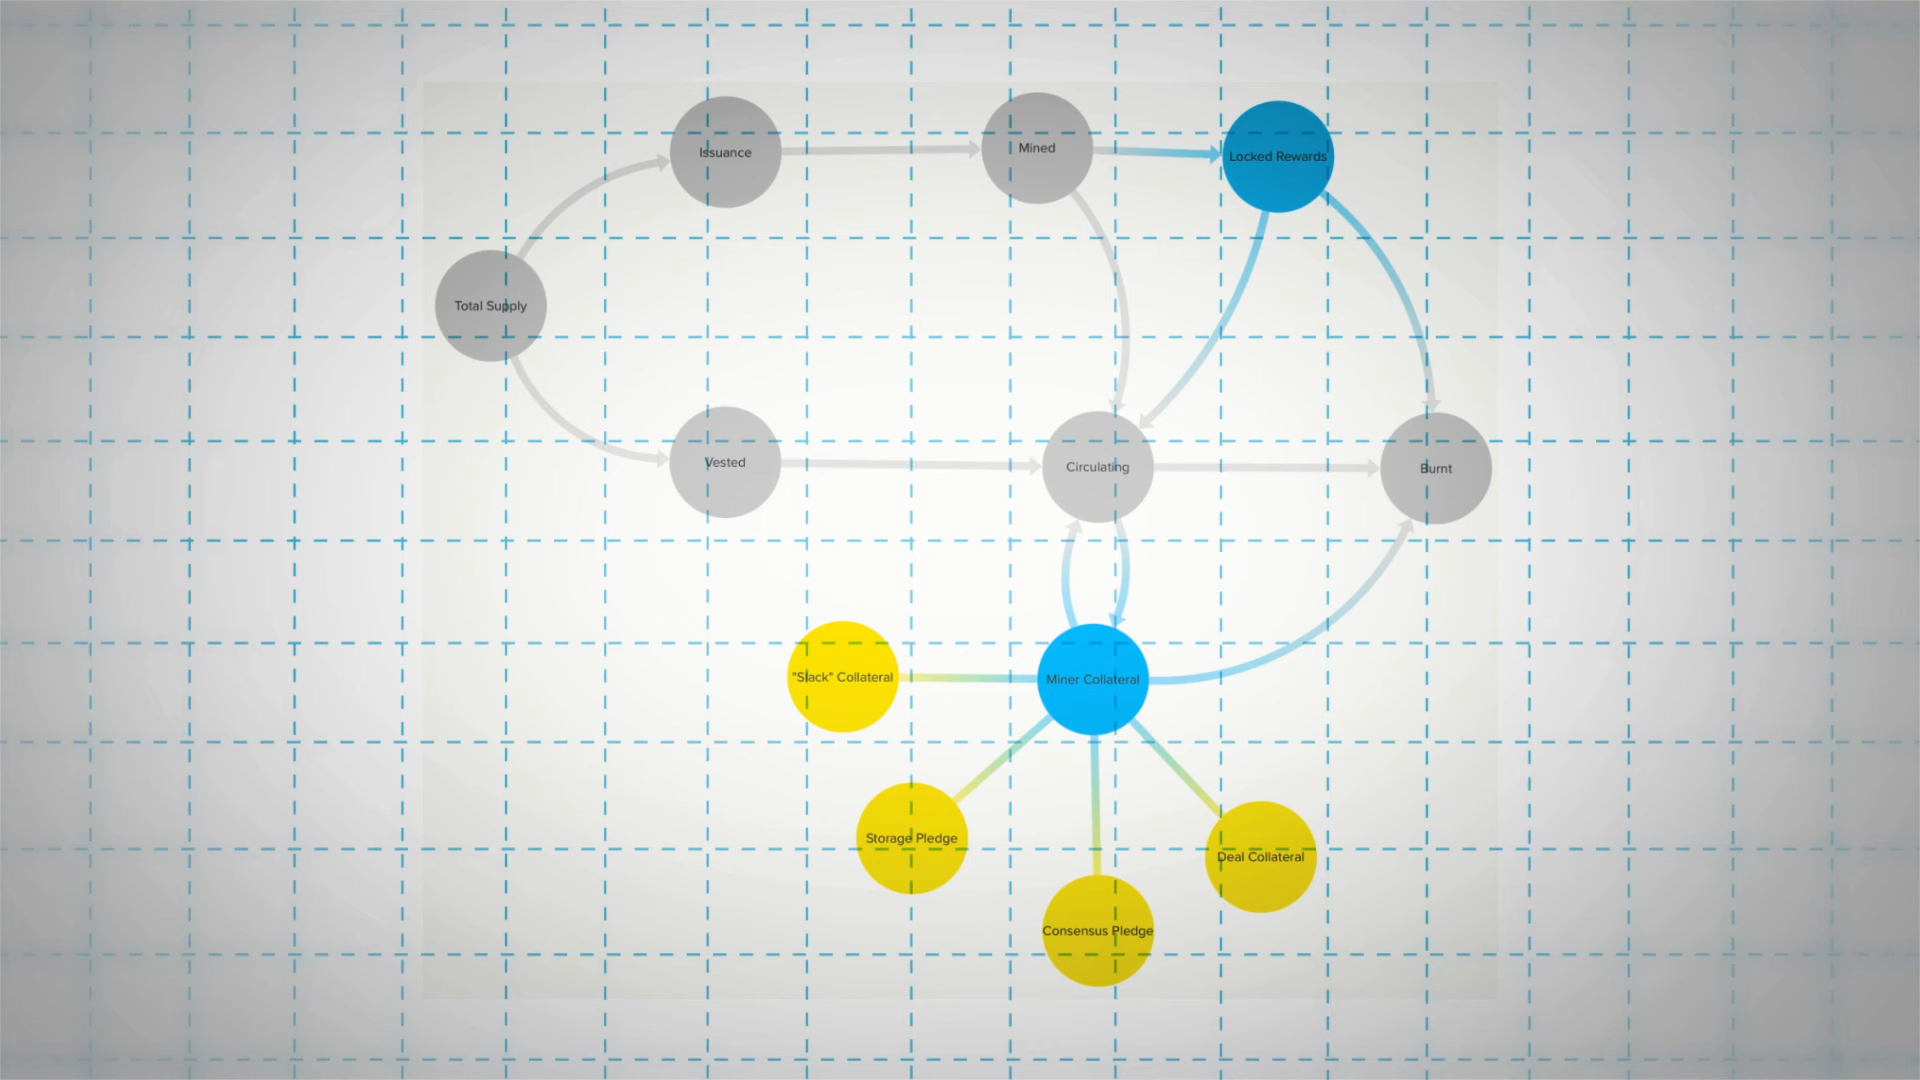 Issuance
Mined
Locked Rewards
Total Supply
Vested
Circulating
Burnt
"Slack" Collateral
Miner Collateral
Storage Pledge
Deal Collateral
Consensus Pledge